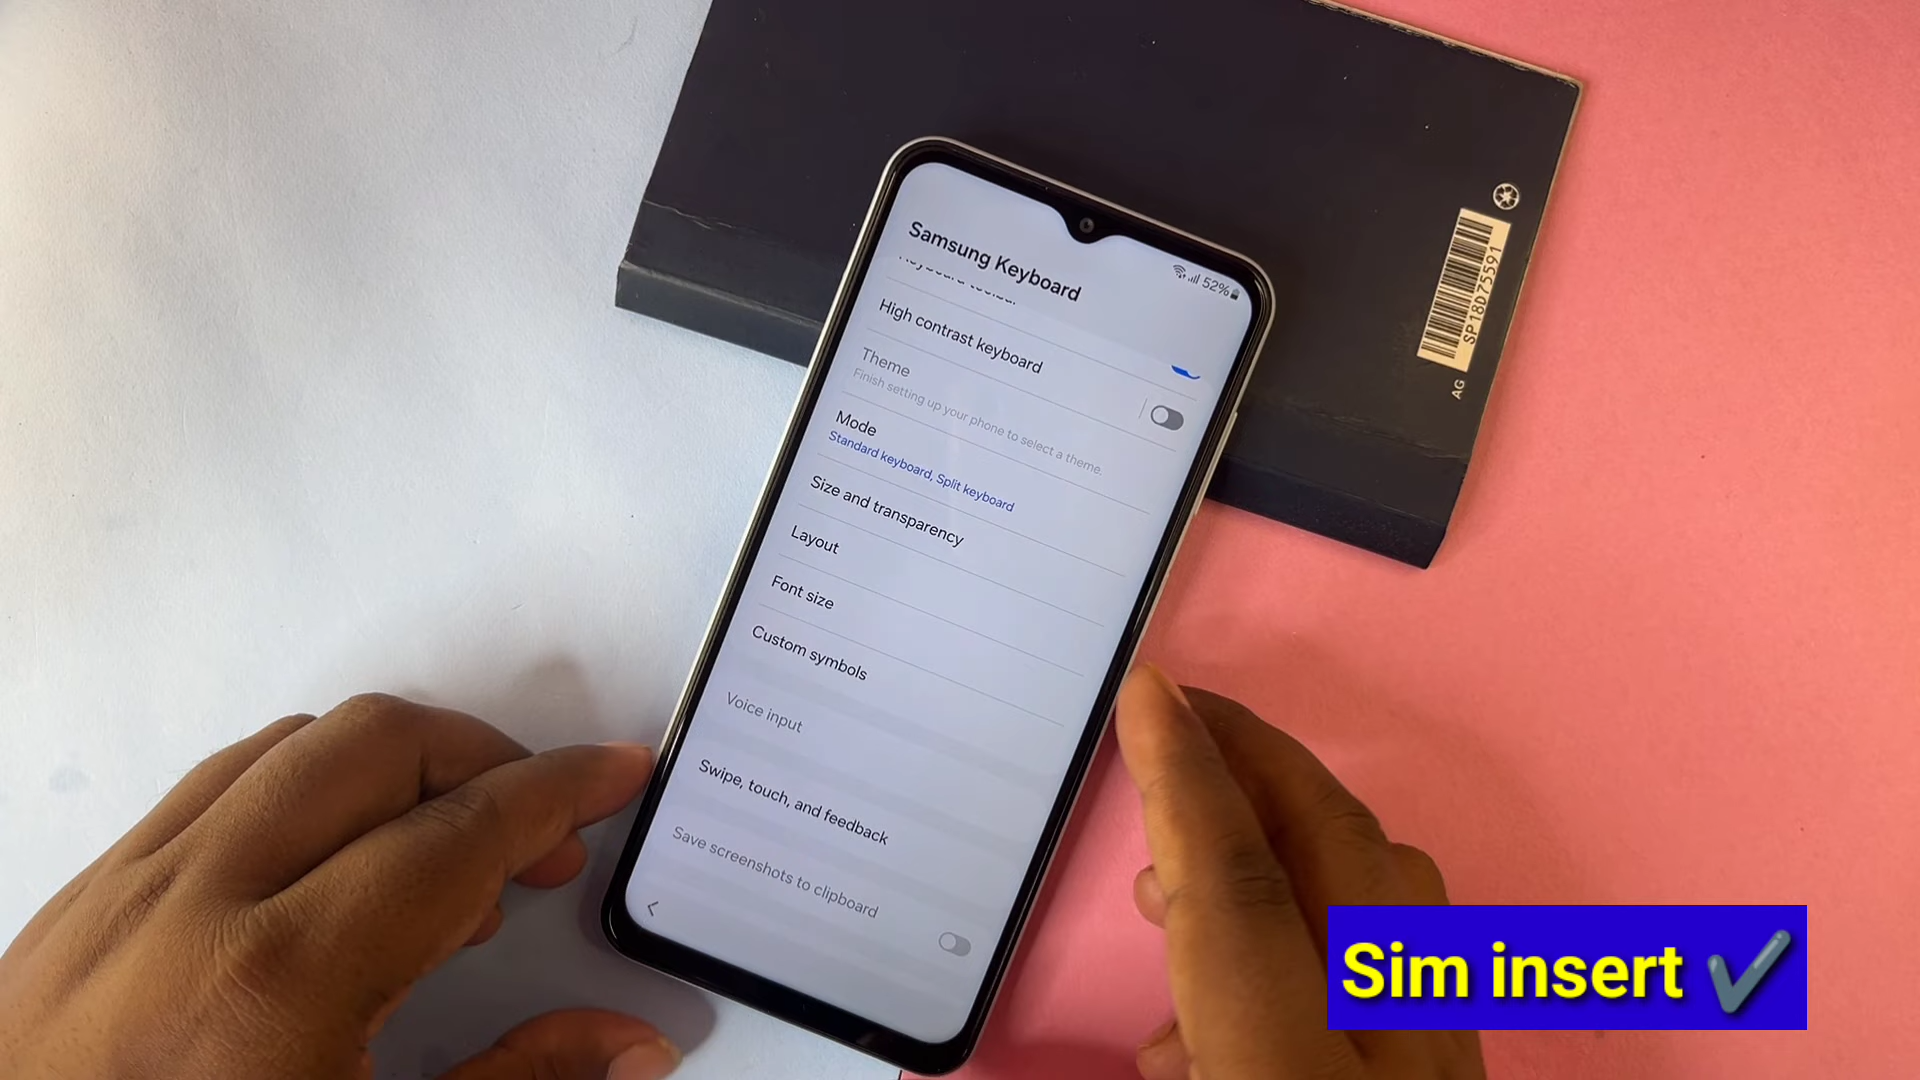 Samsung Keyboard
52%
Keyboard toolbar
High contrast keyboard
Theme
Finish setting up your phone to select a theme.
Mode
Standard keyboard, Split keyboard
Size and transparency
Layout
Font size
Custom symbols
Voice input
Swipe, touch, and feedback
Save screenshots to clipboard
SP18D75591
AG
Sim insert ✔